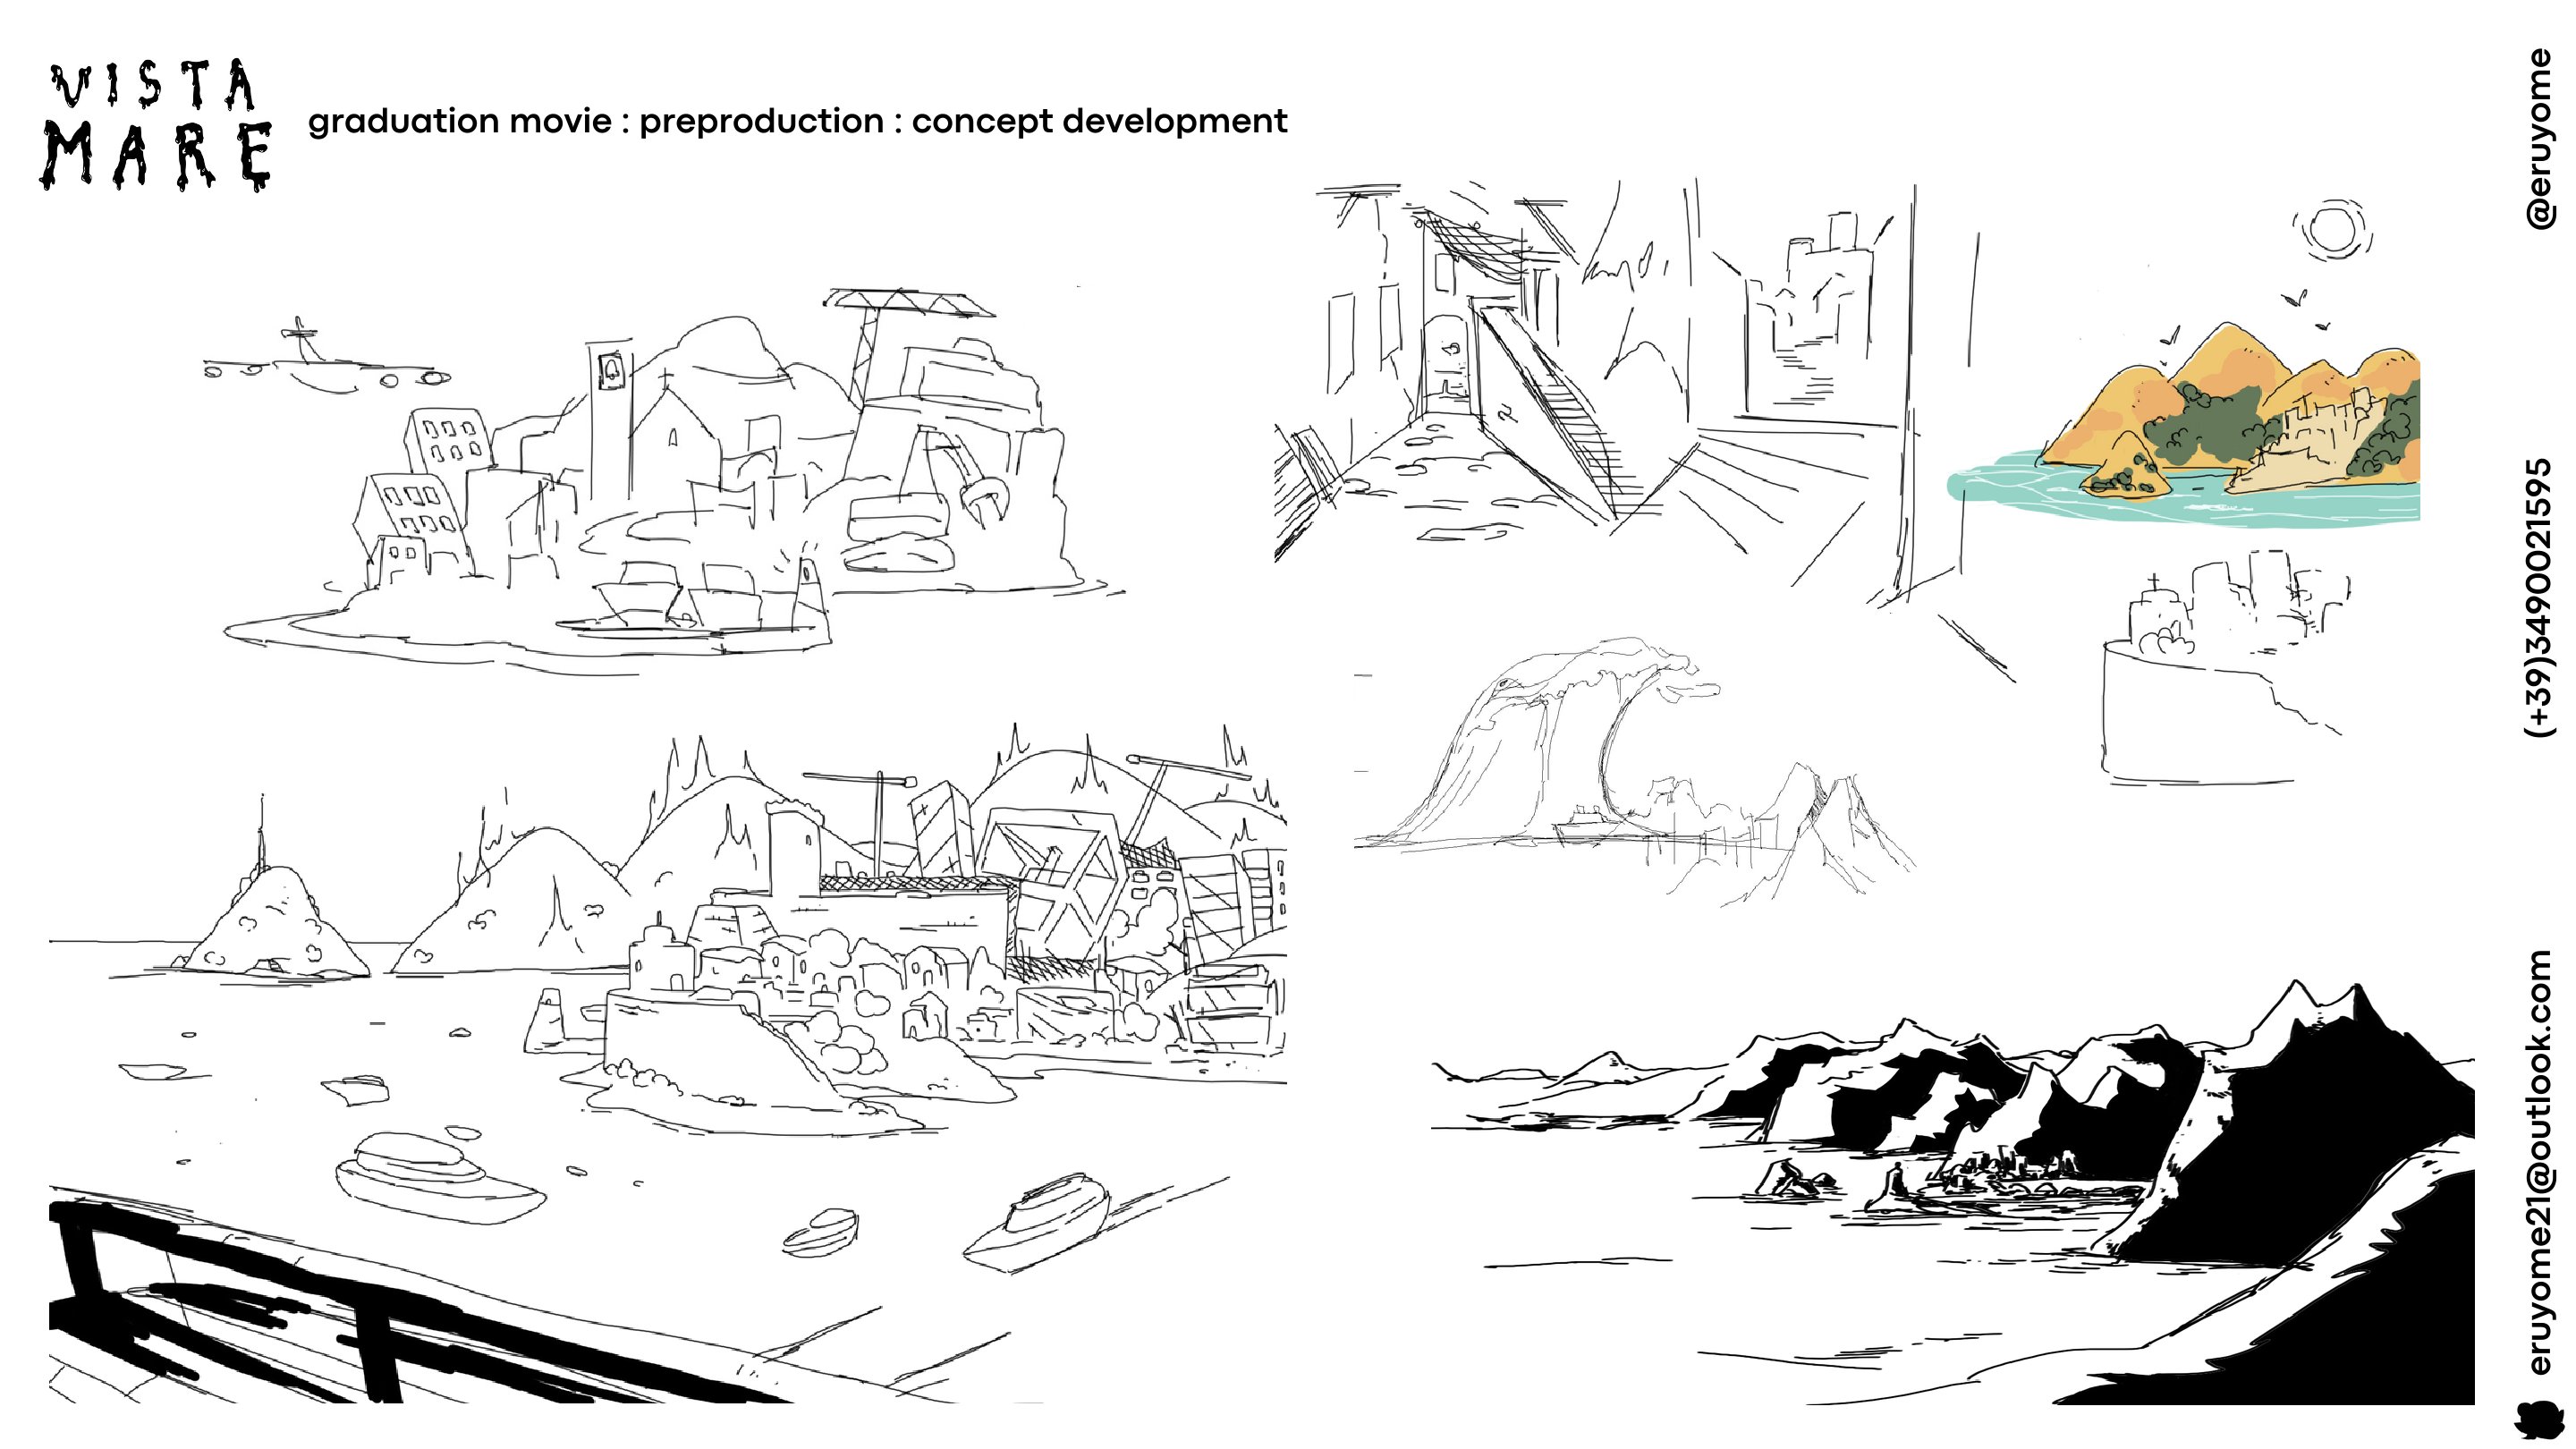 VISTA
MARE
graduation movie : preproduction : concept development
@eruyome
(+39)3490021595
eruyome21@outlook.com